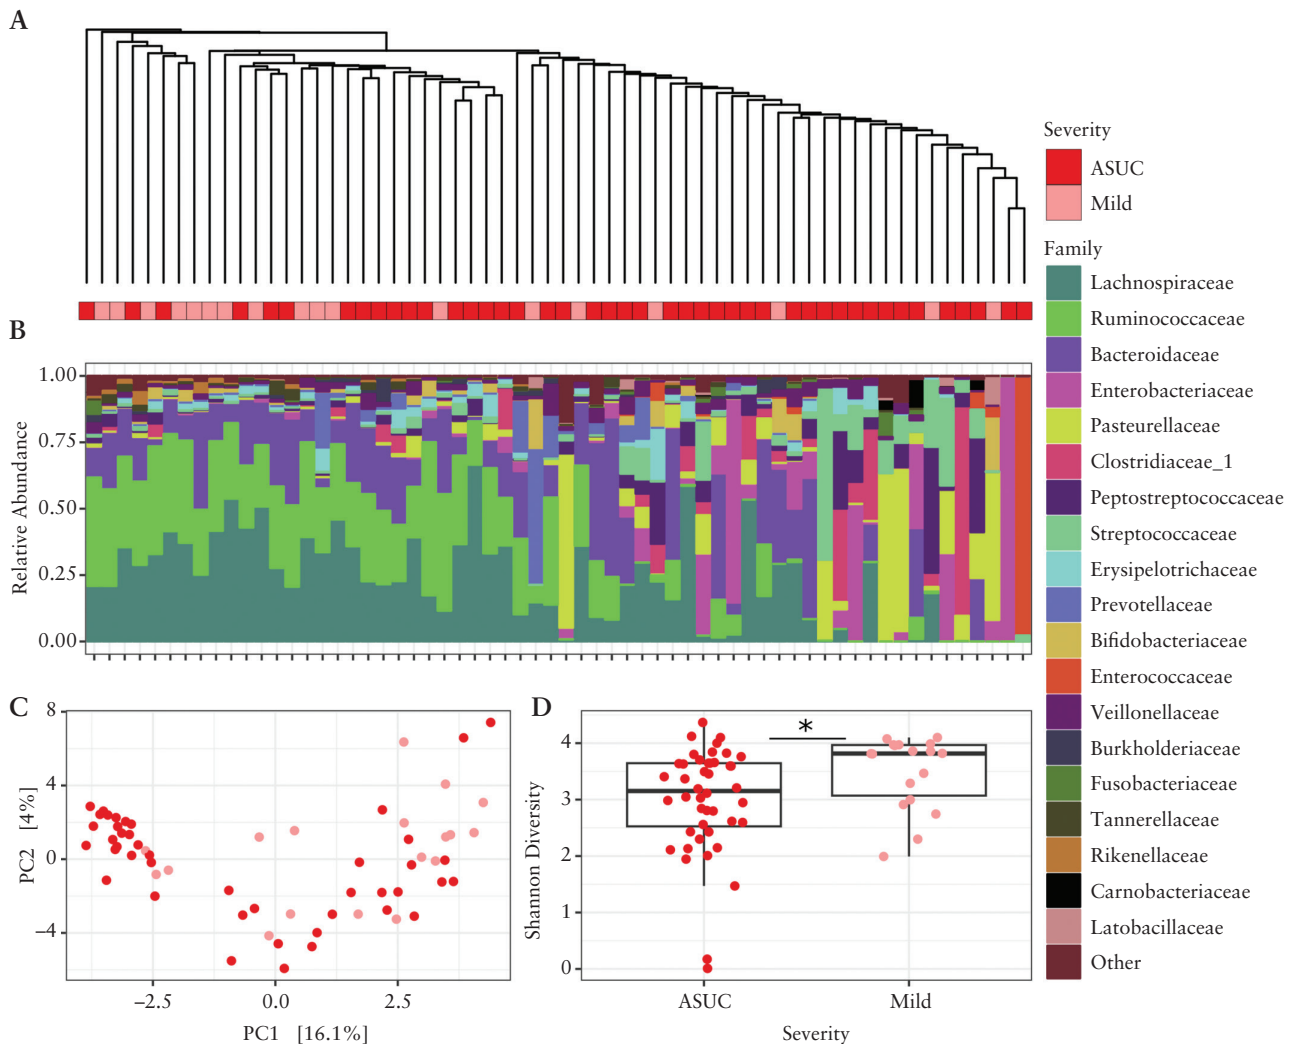 A
Severity
ASUC
Mild
Family
Lachnospiraceae
Ruminococcaceae
Bacteroidaceae
Enterobacteriaceae
Pasteurellaceae
Clostridiaceae_1
Peptostreptococcaceae
Streptococcaceae
Erysipelotrichaceae
Prevotellaceae
Bifidobacteriaceae
Enterococcaceae
Veillonellaceae
Burkholderiaceae
Fusobacteriaceae
Tannerellaceae
Rikenellaceae
Carnobacteriaceae
Latobacillaceae
Other
B
Relative Abundance
1.00
0.75
0.50
0.25
0.00
C
PC2 [4%]
8
4
0
−4
−2.5 0.0 2.5
PC1 [16.1%]
D
Shannon Diversity
4
3
2
1
0
*
ASUC Mild
Severity